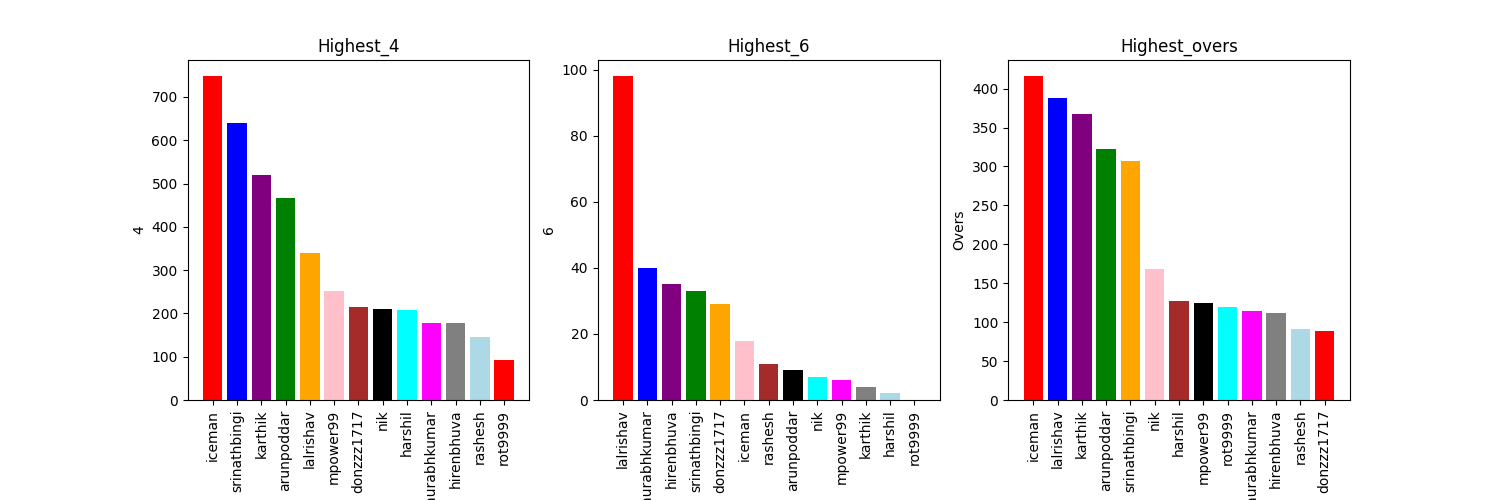 Highest_4
4
700
600
500
400
300
200
100
0
iceman
srinathbingi
karthik
arunpoddar
lalrishav
mpower99
donzzz1717
nik
harshil
urabhkumar
hirenbhuva
rashesh
rot9999
Highest_6
6
100
80
60
40
20
0
lalrishav
urabhkumar
hirenbhuva
srinathbingi
donzzz1717
iceman
rashesh
arunpoddar
nik
mpower99
karthik
harshil
rot9999
Highest_overs
Overs
400
350
300
250
200
150
100
50
0
iceman
lalrishav
karthik
arunpoddar
srinathbingi
nik
harshil
mpower99
rot9999
urabhkumar
hirenbhuva
rashesh
donzzz1717